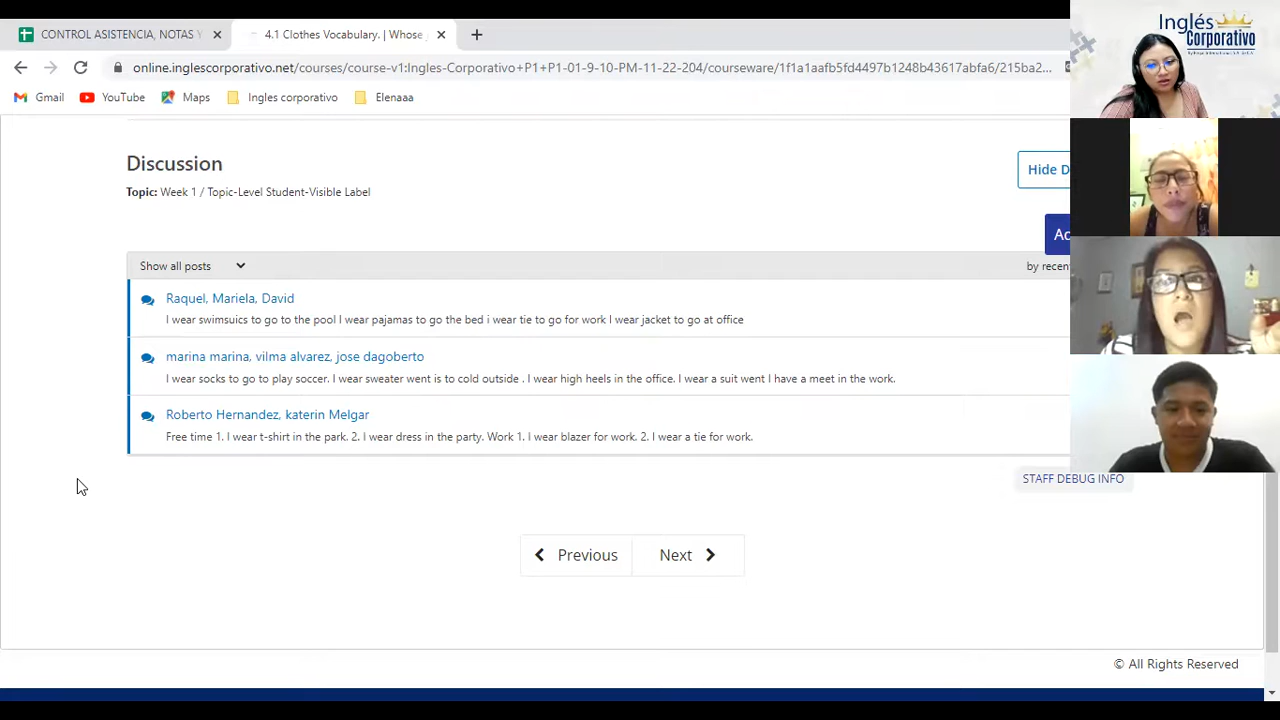 CONTROL ASISTENCIA, NOTAS Y
4.1 Clothes Vocabulary. | Whose
online.inglescorporativo.net/courses/course-v1:Ingles-Corporativo+P1+P1-01-9-10-PM-11-22-204/courseware/1f1a1aafb5fd4497b1248b43617abfa6/215ba2...
Gmail YouTube Maps Ingles corporativo Elenaaa
Inglés
Corporativo
Discussion
Topic: Week 1 / Topic-Level Student-Visible Label
Hide D
Ac
Show all posts
by recen
Raquel, Mariela, David
I wear swimsuics to go to the pool I wear pajamas to go the bed i wear tie to go for work I wear jacket to go at office
marina marina, vilma alvarez, jose dagoberto
I wear socks to go to play soccer. I wear sweater went is to cold outside . I wear high heels in the office. I wear a suit went I have a meet in the work.
Roberto Hernandez, katerin Melgar
Free time 1. I wear t-shirt in the park. 2. I wear dress in the party. Work 1. I wear blazer for work. 2. I wear a tie for work.
STAFF DEBUG INFO
Previous Next
© All Rights Reserved